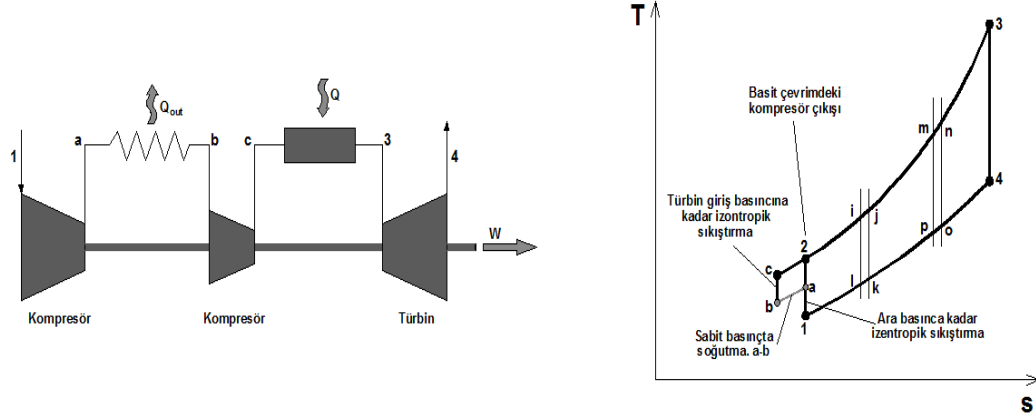 1
a
Qout
b
c
Q
3
4
W
Kompresör
Kompresör
Türbin
T
3
Basit çevrimdeki
kompresör çıkışı
m
n
4
Türbin giriş basıncına
kadar izontropik
sıkıştırma
i
j
p
o
2
c
a
l
k
b
1
Sabit basınçta
soğutma. a-b
Ara basınca kadar
izentropik sıkıştırma
s